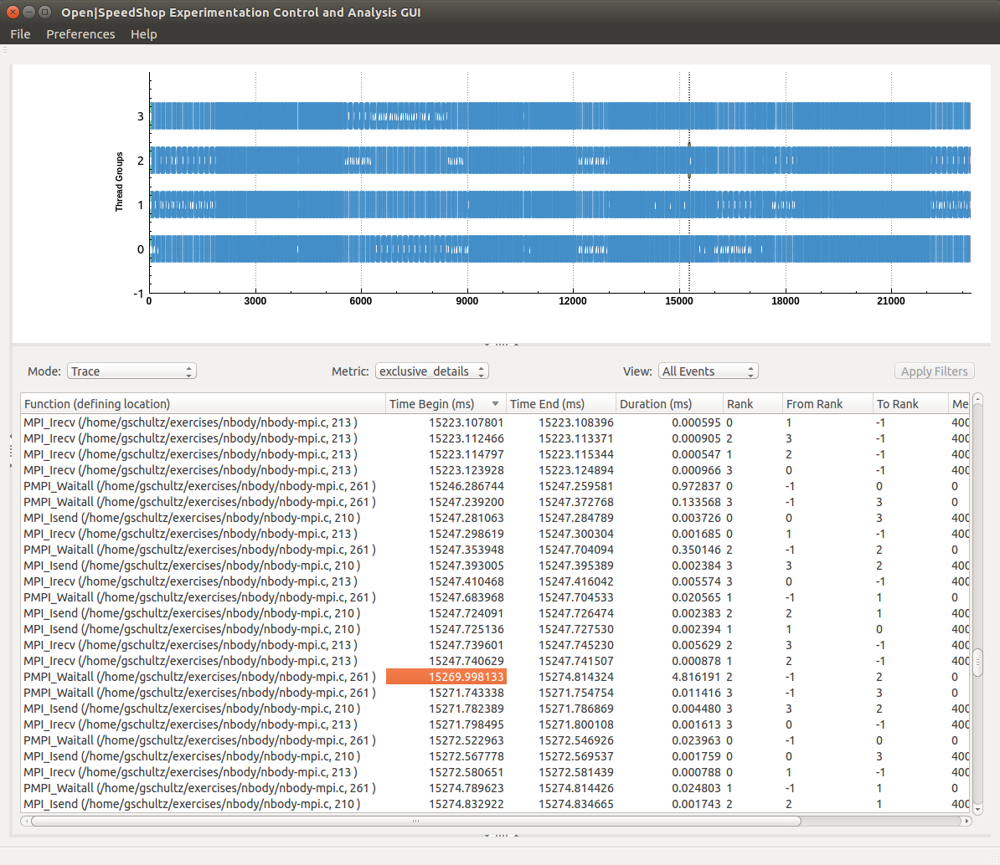 Open|SpeedShop Experimentation Control and Analysis GUI
File Preferences Help
3
2
1
0
-1
Thread Groups
0 3000 6000 9000 12000 15000 18000 21000
Mode: Trace Metric: exclusive_details View: All Events Apply Filters
Function (defining location) Time Begin (ms) Time End (ms) Duration (ms) Rank From Rank To Rank Me
MPI_Irecv (/home/gschultz/exercises/nbody/nbody-mpi.c, 213 ) 15223.107801 15223.108396 0.000595 0 1 -1 400
MPI_Irecv (/home/gschultz/exercises/nbody/nbody-mpi.c, 213 ) 15223.112466 15223.113371 0.000905 2 3 -1 400
MPI_Irecv (/home/gschultz/exercises/nbody/nbody-mpi.c, 213 ) 15223.114797 15223.115344 0.000547 1 2 -1 400
MPI_Irecv (/home/gschultz/exercises/nbody/nbody-mpi.c, 213 ) 15223.123928 15223.124894 0.000966 3 0 -1 400
PMPI_Waitall (/home/gschultz/exercises/nbody/nbody-mpi.c, 261 ) 15246.286744 15247.259581 0.972837 0 -1 0 0
PMPI_Waitall (/home/gschultz/exercises/nbody/nbody-mpi.c, 261 ) 15247.239200 15247.372768 0.133568 3 -1 3 0
MPI_Isend (/home/gschultz/exercises/nbody/nbody-mpi.c, 210 ) 15247.281063 15247.284789 0.003726 0 0 3 400
MPI_Irecv (/home/gschultz/exercises/nbody/nbody-mpi.c, 213 ) 15247.298619 15247.300304 0.001685 0 1 -1 400
PMPI_Waitall (/home/gschultz/exercises/nbody/nbody-mpi.c, 261 ) 15247.353948 15247.704094 0.350146 2 -1 2 0
MPI_Isend (/home/gschultz/exercises/nbody/nbody-mpi.c, 210 ) 15247.393005 15247.395389 0.002384 3 3 2 400
MPI_Irecv (/home/gschultz/exercises/nbody/nbody-mpi.c, 213 ) 15247.410468 15247.416042 0.005574 3 0 -1 400
PMPI_Waitall (/home/gschultz/exercises/nbody/nbody-mpi.c, 261 ) 15247.683968 15247.704533 0.020565 1 -1 1 0
MPI_Isend (/home/gschultz/exercises/nbody/nbody-mpi.c, 210 ) 15247.724091 15247.726474 0.002383 2 2 1 400
MPI_Isend (/home/gschultz/exercises/nbody/nbody-mpi.c, 210 ) 15247.725136 15247.727530 0.002394 1 1 0 400
MPI_Irecv (/home/gschultz/exercises/nbody/nbody-mpi.c, 213 ) 15247.739601 15247.745230 0.005629 2 3 -1 400
MPI_Irecv (/home/gschultz/exercises/nbody/nbody-mpi.c, 213 ) 15247.740629 15247.741507 0.000878 1 2 -1 400
PMPI_Waitall (/home/gschultz/exercises/nbody/nbody-mpi.c, 261 ) 15269.998133 15274.814324 4.816191 2 -1 2 0
PMPI_Waitall (/home/gschultz/exercises/nbody/nbody-mpi.c, 261 ) 15271.743338 15271.754754 0.011416 3 -1 3 0
MPI_Isend (/home/gschultz/exercises/nbody/nbody-mpi.c, 210 ) 15271.782389 15271.786869 0.004480 3 3 2 400
MPI_Irecv (/home/gschultz/exercises/nbody/nbody-mpi.c, 213 ) 15271.798495 15271.800108 0.001613 3 0 -1 400
PMPI_Waitall (/home/gschultz/exercises/nbody/nbody-mpi.c, 261 ) 15272.522963 15272.546926 0.023963 0 -1 0 0
MPI_Isend (/home/gschultz/exercises/nbody/nbody-mpi.c, 210 ) 15272.567778 15272.569537 0.001759 0 0 3 400
MPI_Irecv (/home/gschultz/exercises/nbody/nbody-mpi.c, 213 ) 15272.580651 15272.581439 0.000788 0 1 -1 400
PMPI_Waitall (/home/gschultz/exercises/nbody/nbody-mpi.c, 261 ) 15274.789623 15274.814426 0.024803 1 -1 1 0
MPI_Isend (/home/gschultz/exercises/nbody/nbody-mpi.c, 210 ) 15274.832922 15274.834665 0.001743 2 2 1 400